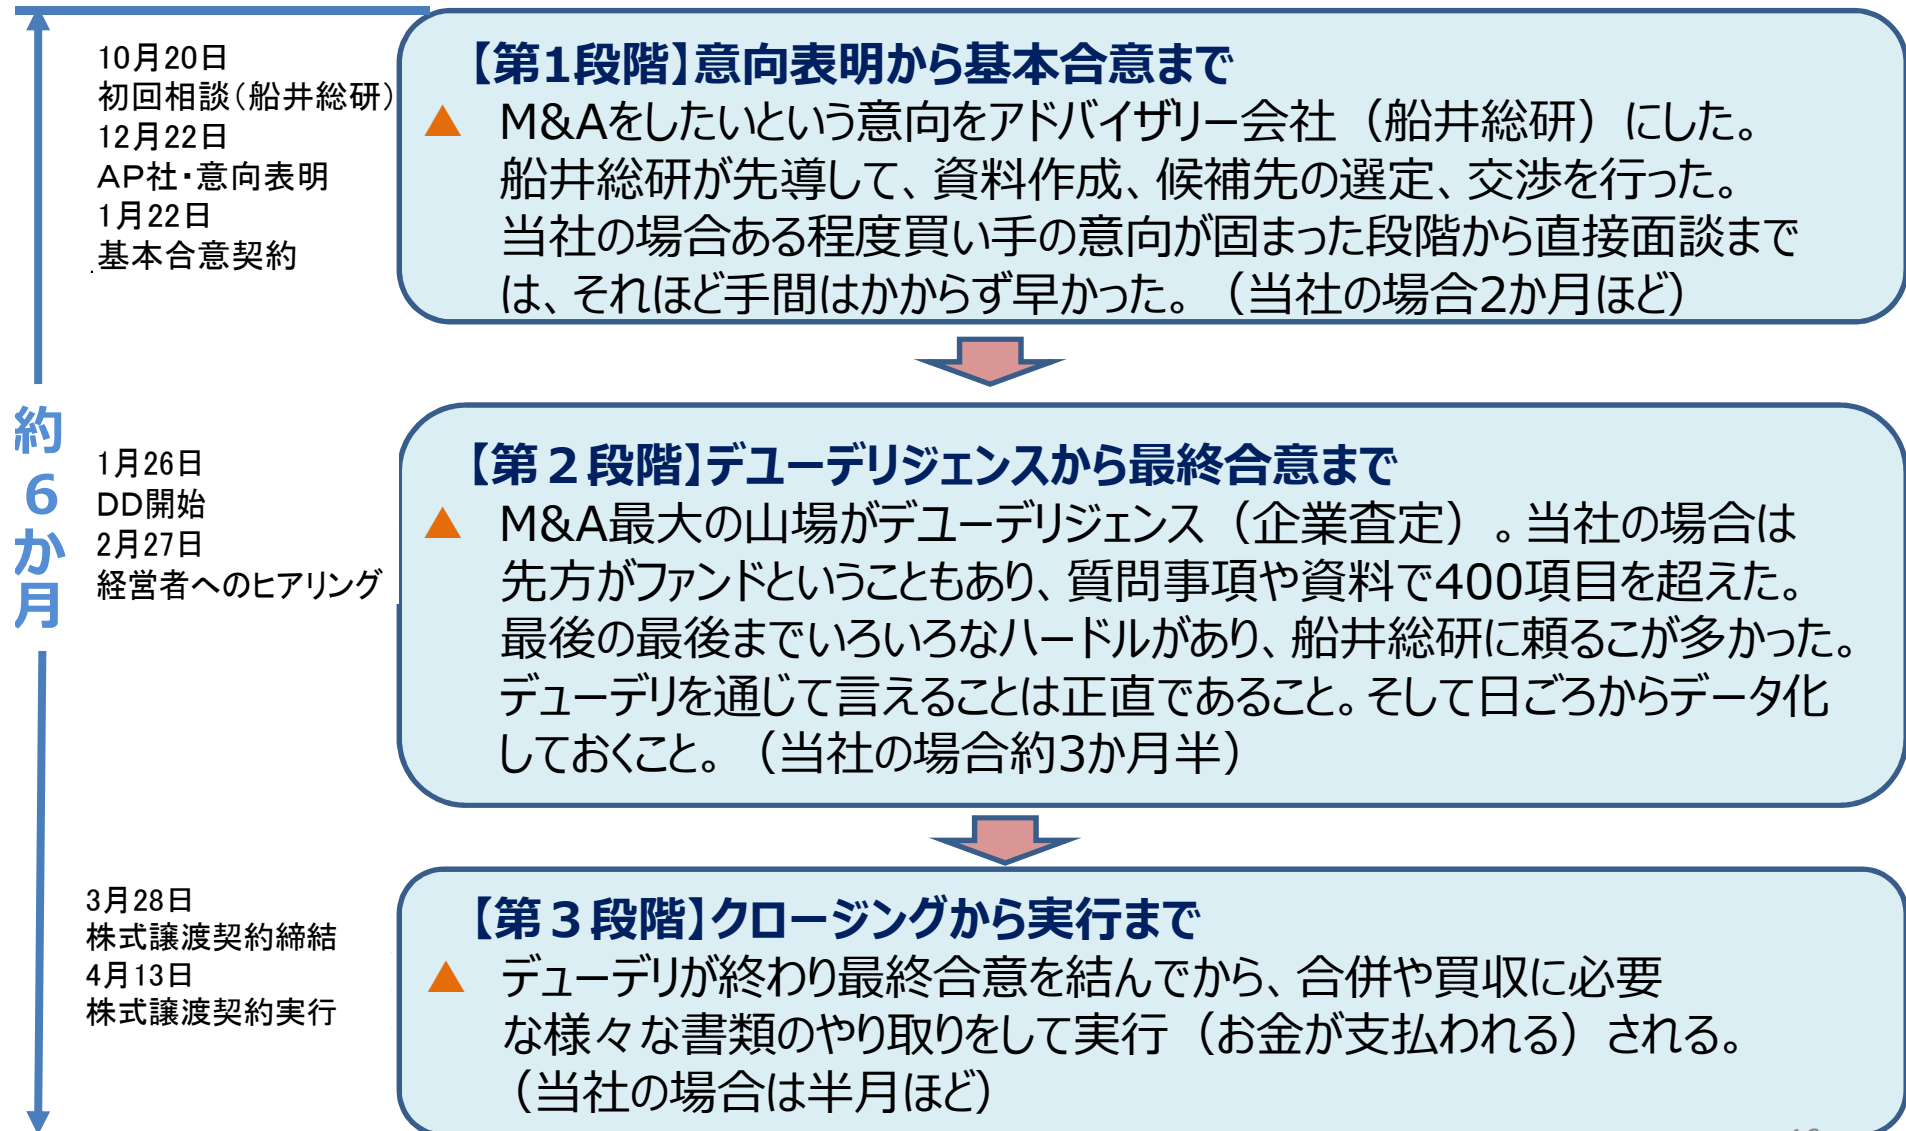 10月20日
初回相談（船井総研）
12月22日
AP社・意向表明
1月22日
基本合意契約
【第1段階】意向表明から基本合意まで
M&Aをしたいという意向をアドバイザリー会社（船井総研）にした。
船井総研が先導して、資料作成、候補先の選定、交渉を行った。
当社の場合ある程度買い手の意向が固まった段階から直接面談まで
は、それほど手間はかからず早かった。（当社の場合2か月ほど）
約
６
か
月
1月26日
DD開始
2月27日
経営者へのヒアリング
【第２段階】デユーデリジェンスから最終合意まで
M&A最大の山場がデユーデリジェンス（企業査定）。当社の場合は
先方がファンドということもあり、質問事項や資料で400項目を超えた。
最後の最後までいろいろなハードルがあり、船井総研に頼るこが多かった。
デューデリを通じて言えることは正直であること。そして日ごろからデータ化
しておくこと。（当社の場合約3か月半）
3月28日
株式譲渡契約締結
4月13日
株式譲渡契約実行
【第３段階】クロージングから実行まで
デューデリが終わり最終合意を結んでから、合併や買収に必要
な様々な書類のやり取りをして実行（お金が支払われる）される。
（当社の場合は半月ほど）